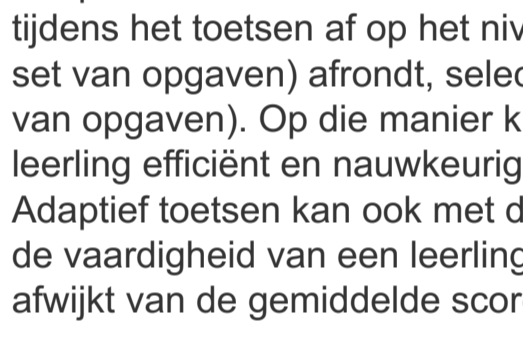 tijdens het toetsen af op het niv
set van opgaven) afrondt, selec
van opgaven). Op die manier k
leerling efficiënt en nauwkeurig
Adaptief toetsen kan ook met d
de vaardigheid van een leerling
afwijkt van de gemiddelde scor